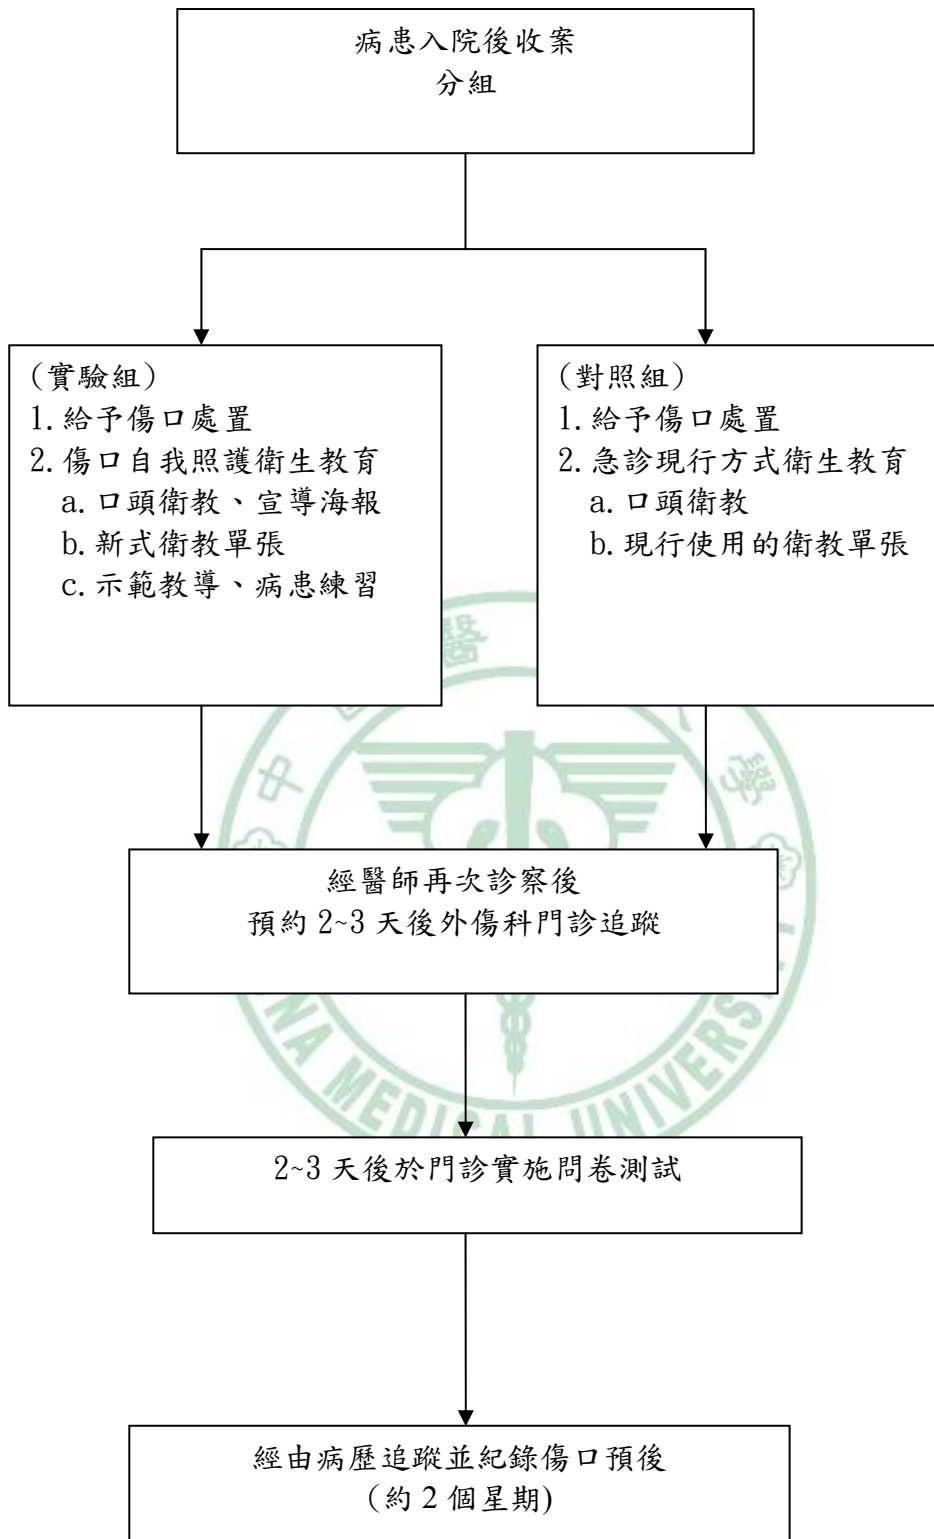 病患入院後收案
分組
(實驗組)
1.給予傷口處置
2.傷口自我照護衛生教育
a.口頭衛教、宣導海報
b.新式衛教單張
c.示範教導、病患練習
(對照組)
1.給予傷口處置
2.急診現行方式衛生教育
a.口頭衛教
b.現行使用的衛教單張
中 醫 學
經醫師再次診察後
預約 2~3 天後外傷科門診追蹤
NA MEDICAL UNIVERS
2~3 天後於門診實施問卷測試
經由病歷追蹤並紀錄傷口預後
(約 2 個星期)